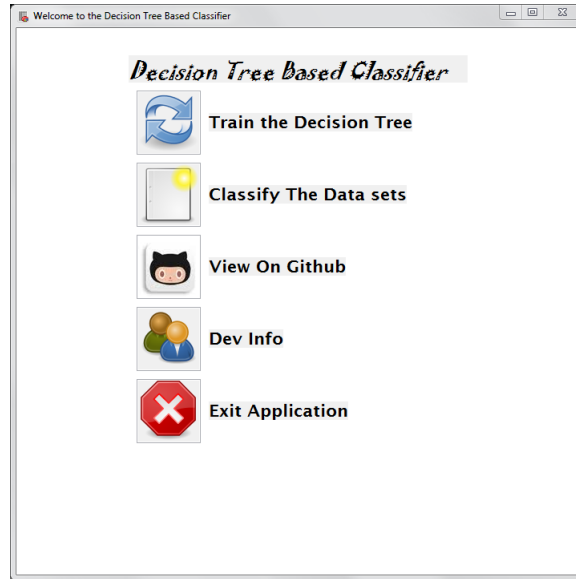 Welcome to the Decision Tree Based Classifier
Decision Tree Based Classifier
Train the Decision Tree
Classify The Data sets
View On Github
Dev Info
Exit Application